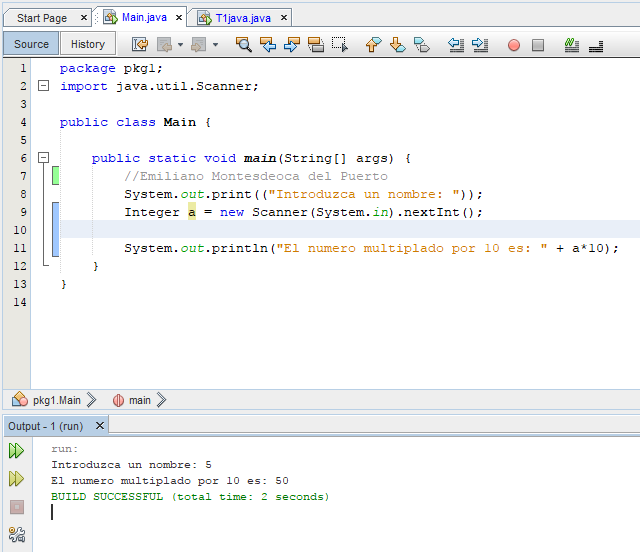 Start Page Main.java T1java.java
Source History
1 package pkg1;
2 import java.util.Scanner;
3
4 public class Main {
5
6 public static void main(String[] args) {
7 //Emiliano Montesdeoca del Puerto
8 System.out.print(("Introduzca un nombre: "));
9 Integer a = new Scanner(System.in).nextInt();
10
11 System.out.println("El numero multiplado por 10 es: " + a*10);
12 }
13 }
14
pkg1.Main main
Output - 1 (run)
run:
Introduzca un nombre: 5
El numero multiplado por 10 es: 50
BUILD SUCCESSFUL (total time: 2 seconds)